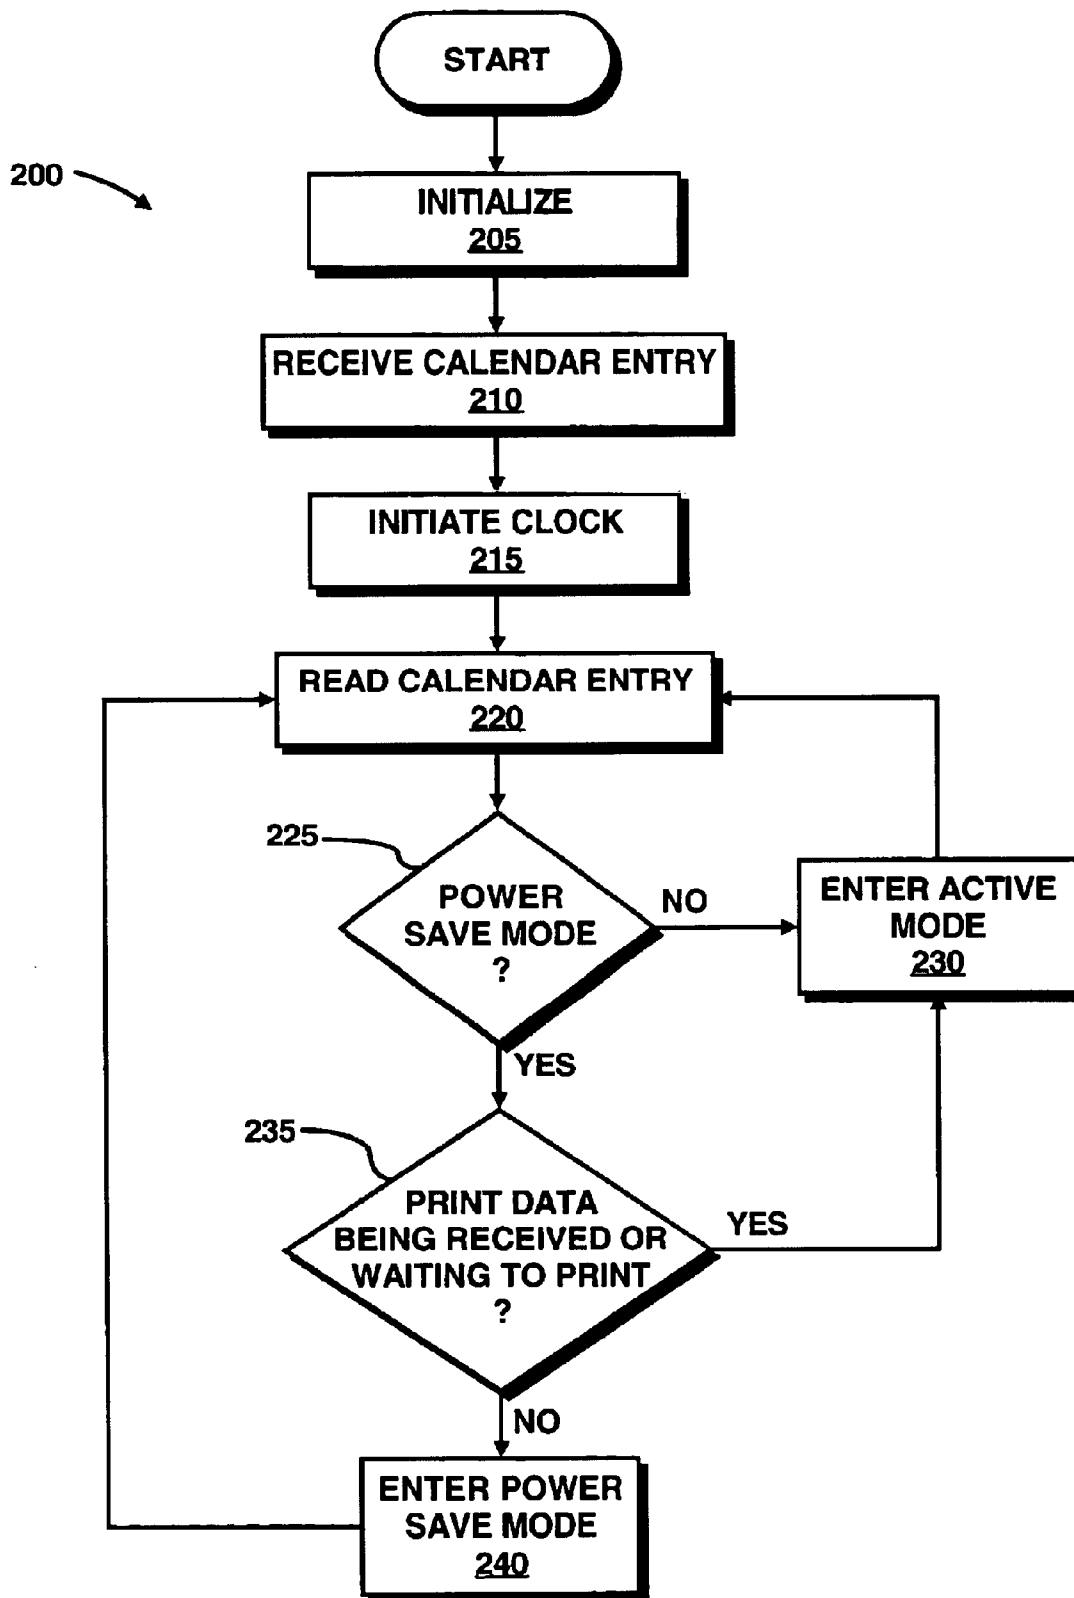 START
200
INITIALIZE
205
RECEIVE CALENDAR ENTRY
210
INITIATE CLOCK
215
READ CALENDAR ENTRY
220
225
POWER
SAVE MODE
?
NO
ENTER ACTIVE
MODE
230
YES
235
PRINT DATA
BEING RECEIVED OR
WAITING TO PRINT
?
YES
NO
ENTER POWER
SAVE MODE
240